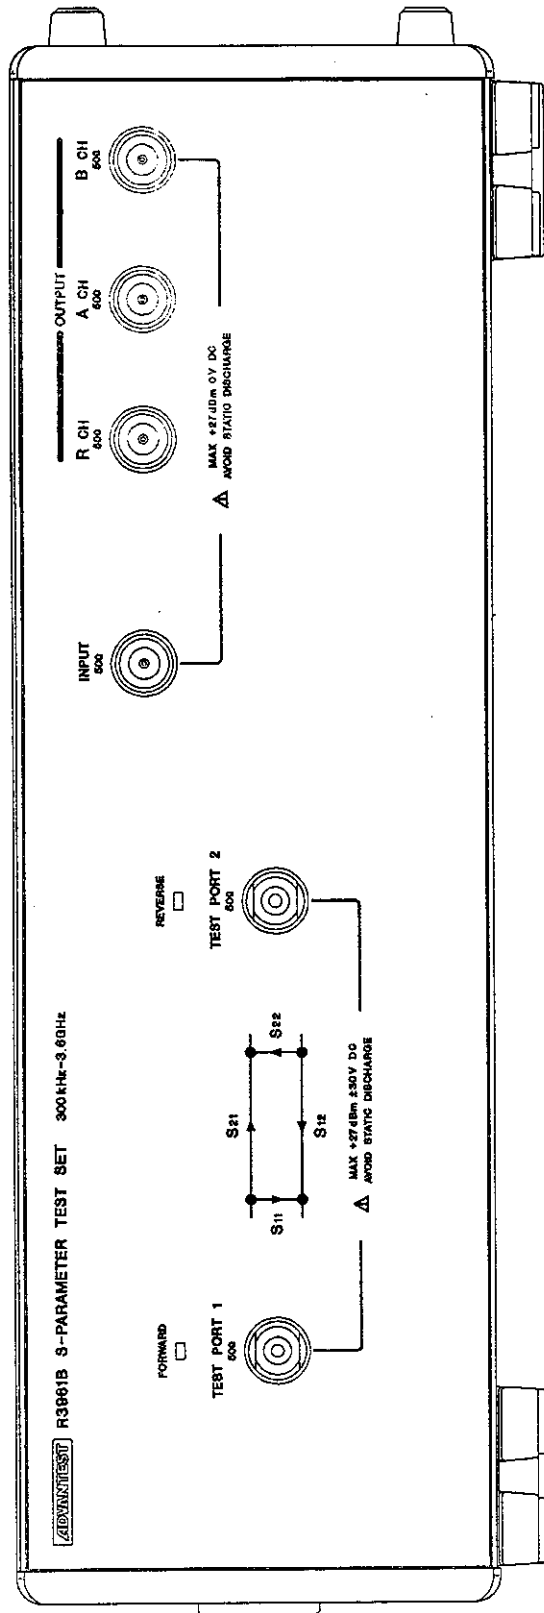 ADVANTEST
R3961B S-PARAMETER TEST SET 300kHz-3.6GHz
FORWARD
TEST PORT 1
50Ω
S21
S11
S22
S12
REVERSE
TEST PORT 2
50Ω
⚠ MAX +27dBm ±30V DC
AVOID STATIC DISCHARGE
INPUT
50Ω
OUTPUT
R CH
50Ω
A CH
50Ω
B CH
50Ω
⚠ MAX +27dBm 0V DC
AVOID STATIC DISCHARGE